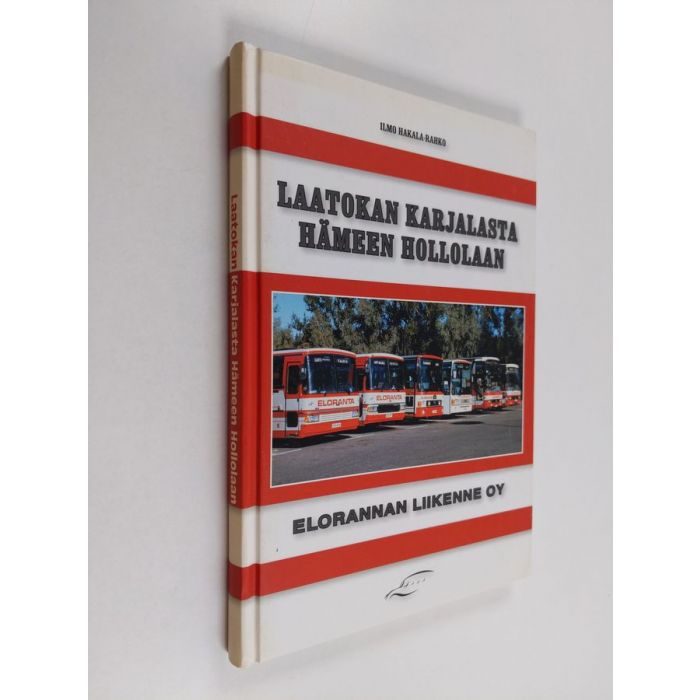 ILMO HAKALA-RAHKO
LAATOKAN KARJALASTA
HÄMEEN HOLLOLAAN
ELORANTA
ELORANTA
ELORANNAN LIIKENNE OY
Laatokan Karjalasta Hämeen Hollolaan